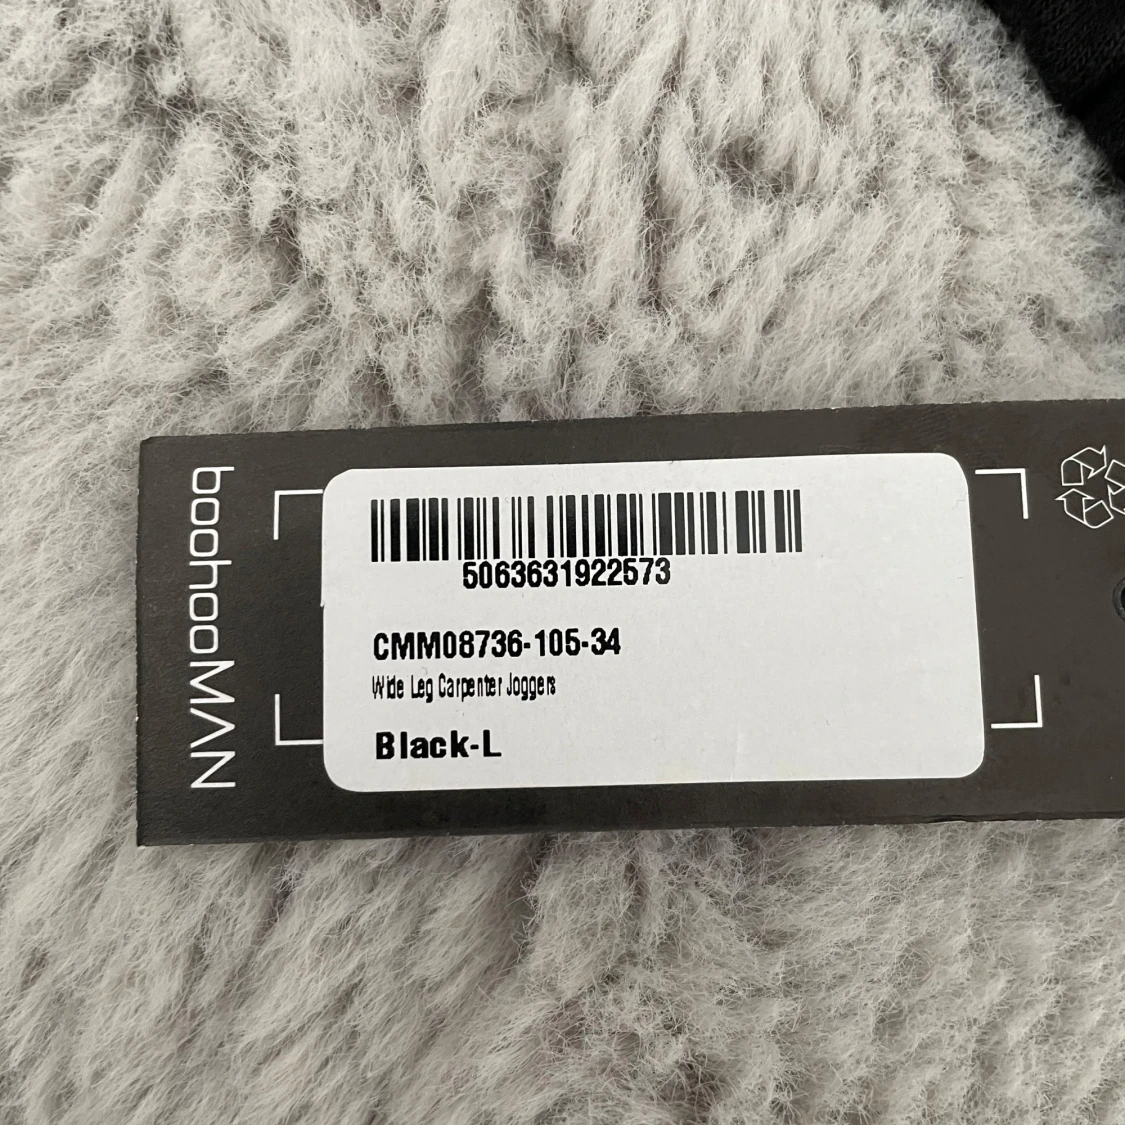 boohooMAN
5063631922573
CMM08736-105-34
Wide Leg Carpenter Joggers
Black-L